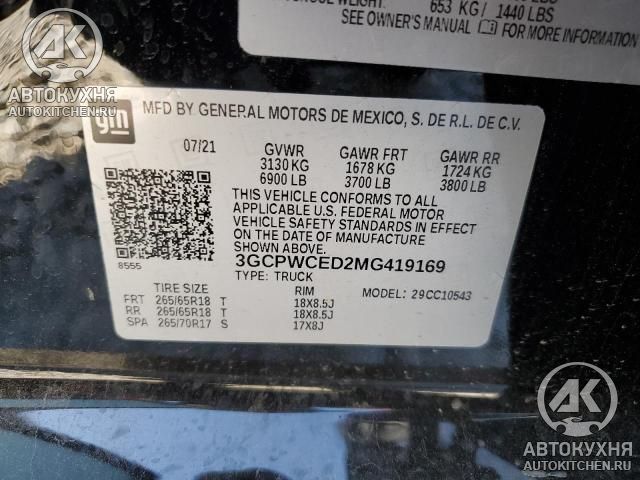 653 KG / 1440 LBS
SEE OWNER'S MANUAL FOR MORE INFORMATION
АВТОКУХНЯ
AUTOKITCHEN.RU
gm
MFD BY GENERAL MOTORS DE MEXICO, S. DE R.L. DE C.V.
07/21 GVWR GAWR FRT GAWR RR
3130 KG 1678 KG 1724 KG
6900 LB 3700 LB 3800 LB
THIS VEHICLE CONFORMS TO ALL
APPLICABLE U.S. FEDERAL MOTOR
VEHICLE SAFETY STANDARDS IN EFFECT
ON THE DATE OF MANUFACTURE
SHOWN ABOVE.
8555 3GCPWCED2MG419169
TYPE: TRUCK
TIRE SIZE RIM MODEL: 29CC10543
FRT 265/65R18 T 18X8.5J
RR 265/65R18 T 18X8.5J
SPA 265/70R17 S 17X8J
АК
АВТОКУХНЯ
AUTOKITCHEN.RU